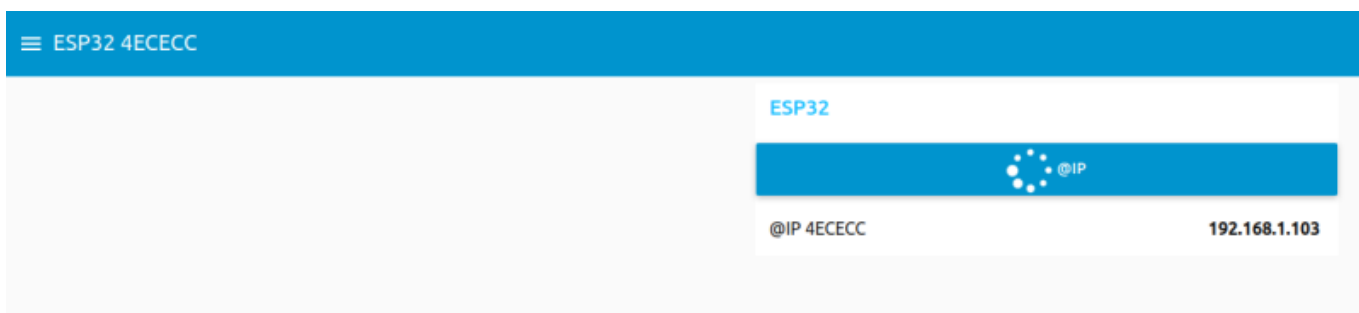 ESP32 4ECECC
ESP32
@IP
@IP 4ECECC 192.168.1.103